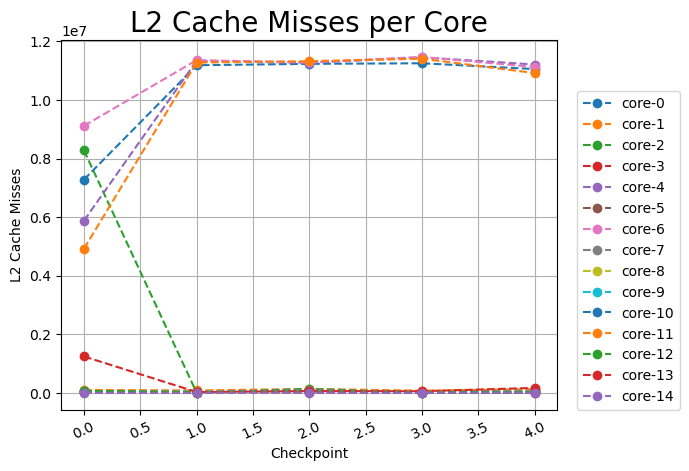 L2 Cache Misses per Core
1e7
1.2
1.0
0.8
0.6
0.4
0.2
0.0
L2 Cache Misses
0.0 0.5 1.0 1.5 2.0 2.5 3.0 3.5 4.0
Checkpoint
core-0
core-1
core-2
core-3
core-4
core-5
core-6
core-7
core-8
core-9
core-10
core-11
core-12
core-13
core-14